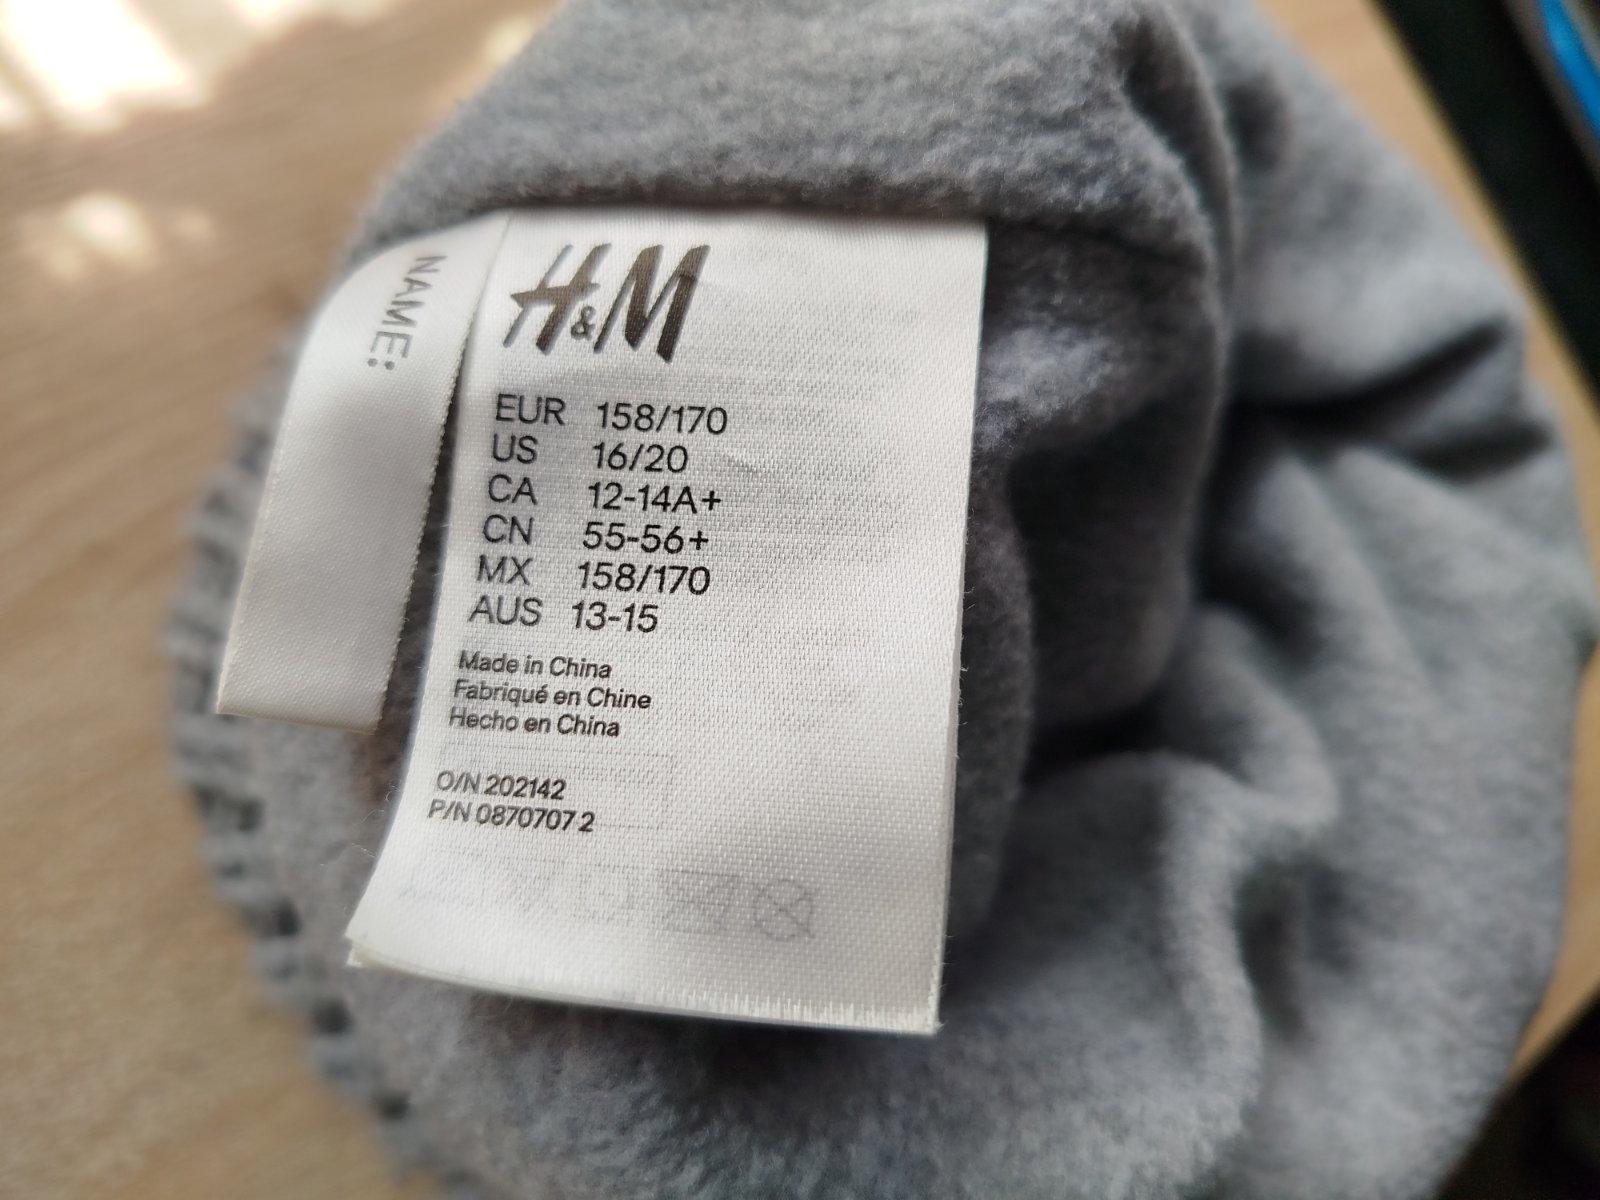 NAME:
H&M
EUR 158/170
US 16/20
CA 12-14A+
CN 55-56+
MX 158/170
AUS 13-15
Made in China
Fabriqué en Chine
Hecho en China
O/N 202142
P/N 0870707 2